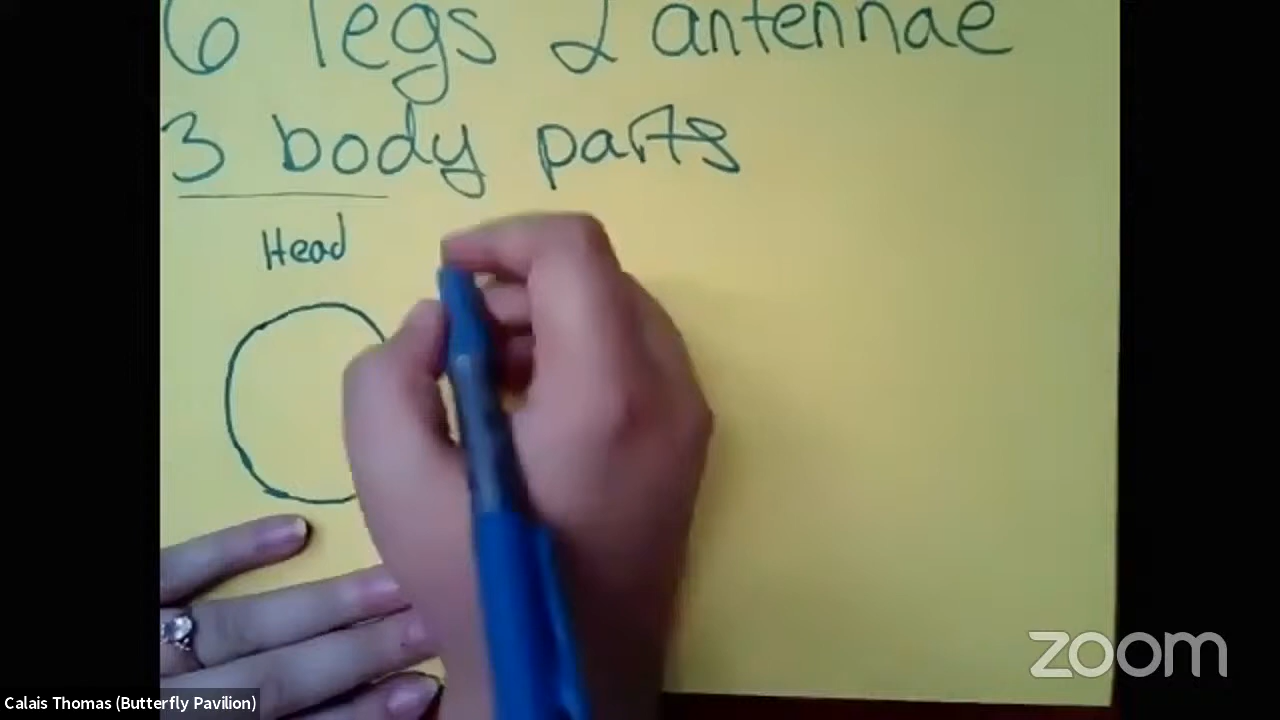 6 legs 2 antennae
3 body parts
Head
zoom
Calais Thomas (Butterfly Pavilion)